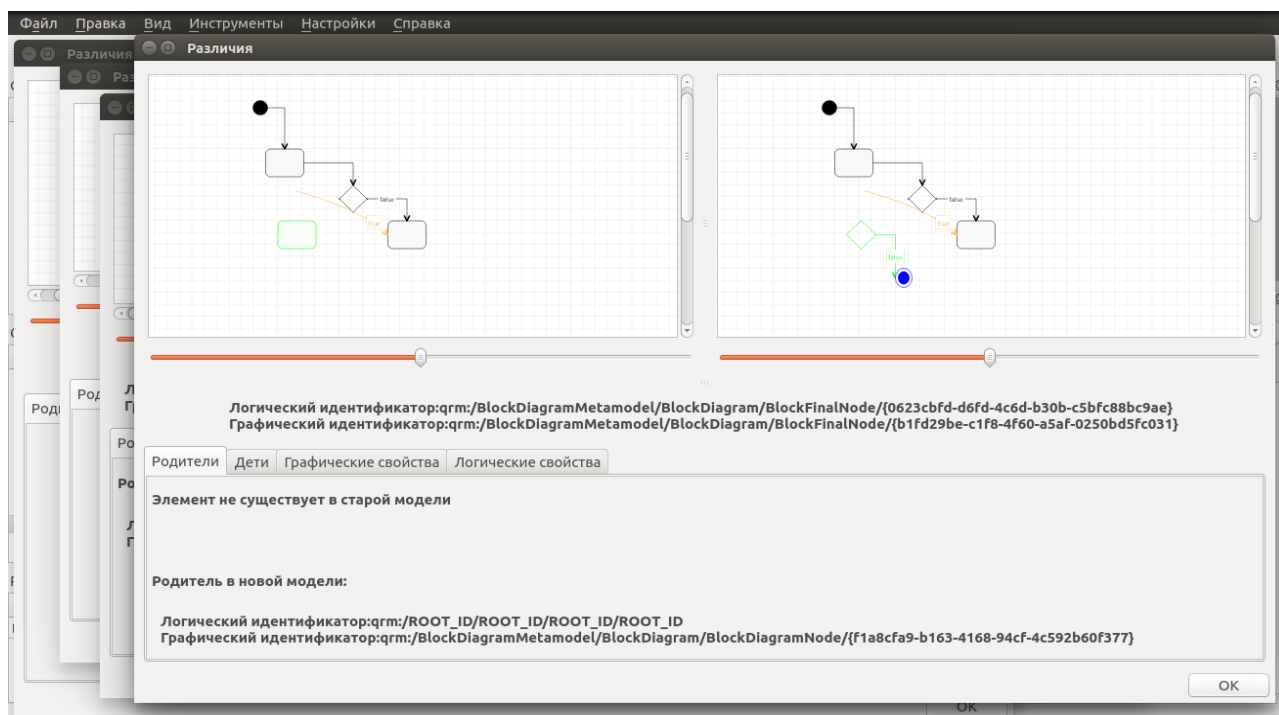 Файл Правка Вид Инструменты Настройки Справка
Различия
Различия
Раз
false
true
false
true
false
Логический идентификатор:qrm:/BlockDiagramMetamodel/BlockDiagram/BlockFinalNode/{0623cbfd-d6fd-4c6d-b30b-c5bfc88bc9ae}
Графический идентификатор:qrm:/BlockDiagramMetamodel/BlockDiagram/BlockFinalNode/{b1fd29be-c1f8-4f60-a5af-0250bd5fc031}
Родители Дети Графические свойства Логические свойства
Элемент не существует в старой модели
Родитель в новой модели:
Логический идентификатор:qrm:/ROOT_ID/ROOT_ID/ROOT_ID/ROOT_ID
Графический идентификатор:qrm:/BlockDiagramMetamodel/BlockDiagram/BlockDiagramNode/{f1a8cfa9-b163-4168-94cf-4c592b60f377}
OK
OK